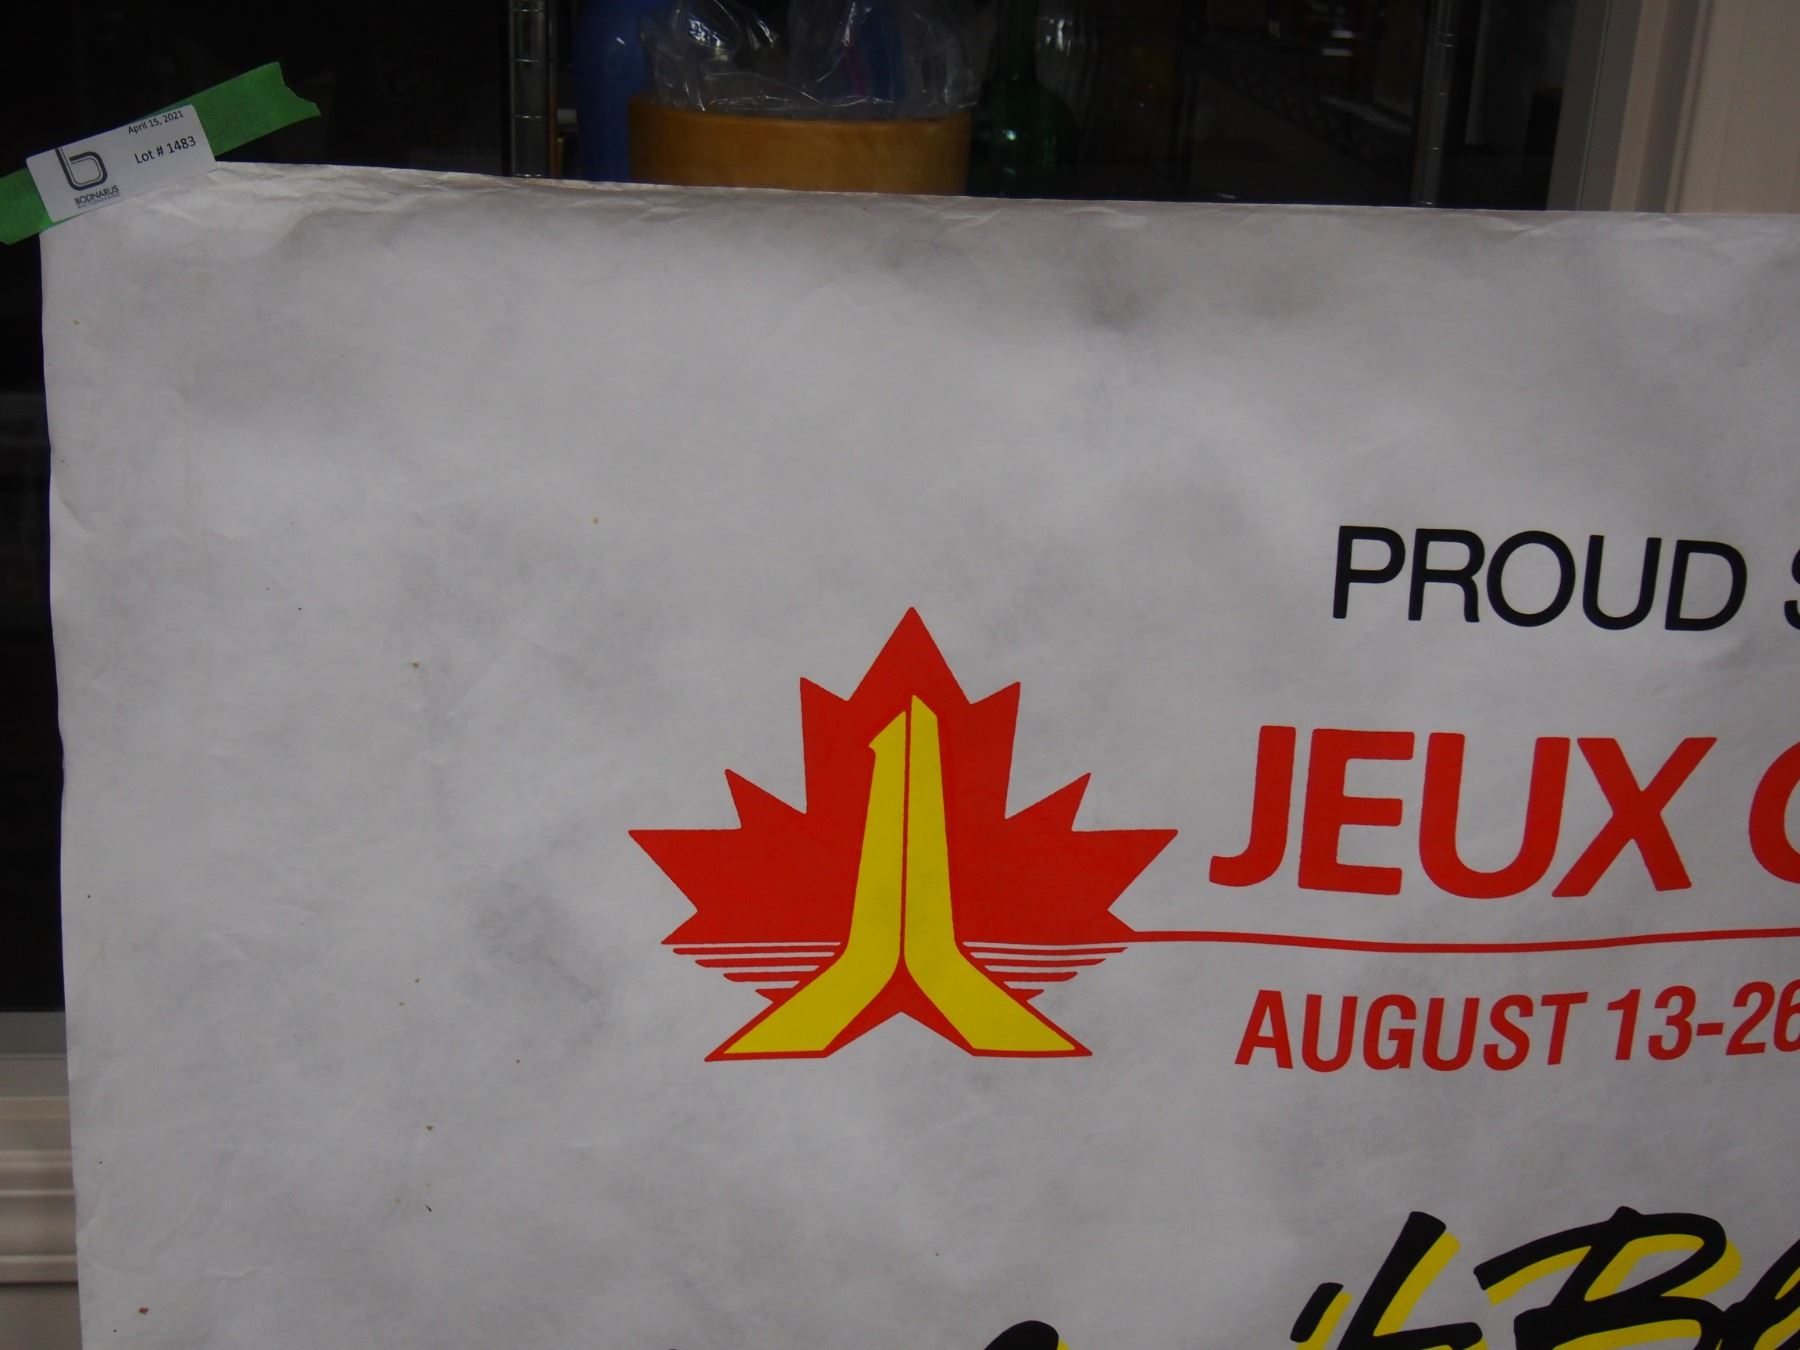 April 15, 2021
Lot # 1483
BODNARUS
PROUD
JEUX
AUGUST 13-26